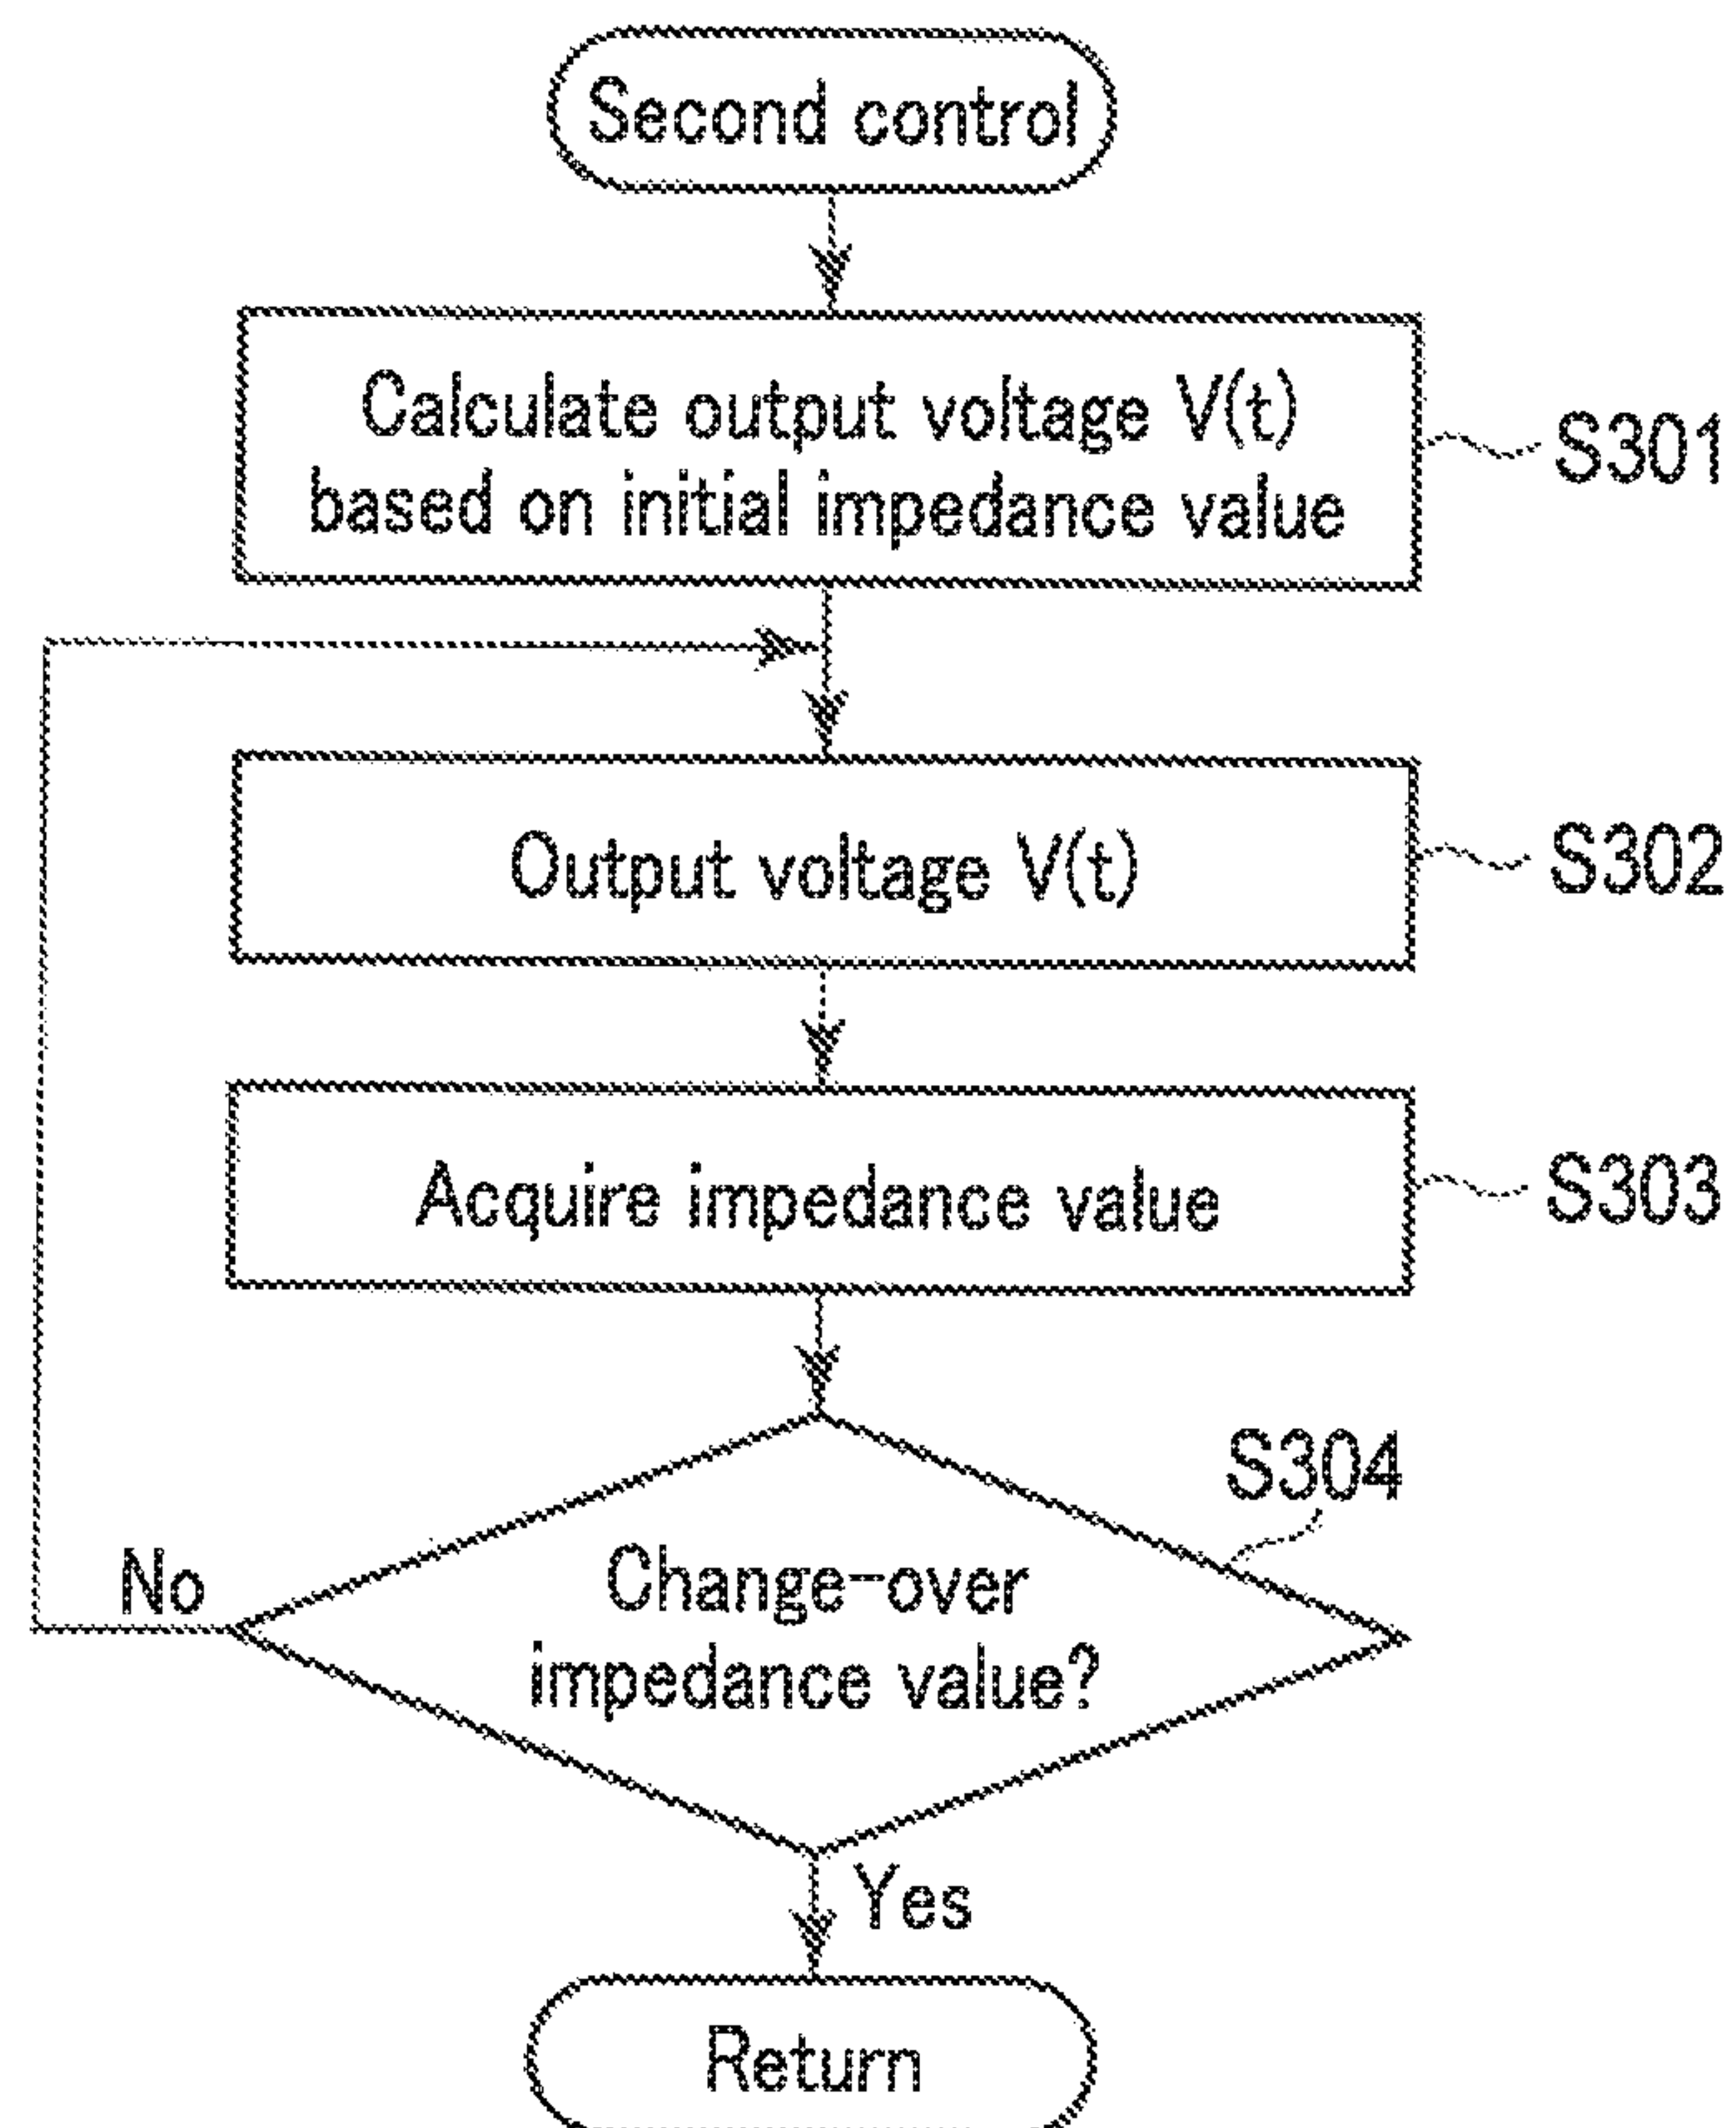 Second control
Calculate output voltage V(t)
based on initial impedance value
S301
Output voltage V(t)
S302
Acquire impedance value
S303
S304
No
Change-over
impedance value?
Yes
Return